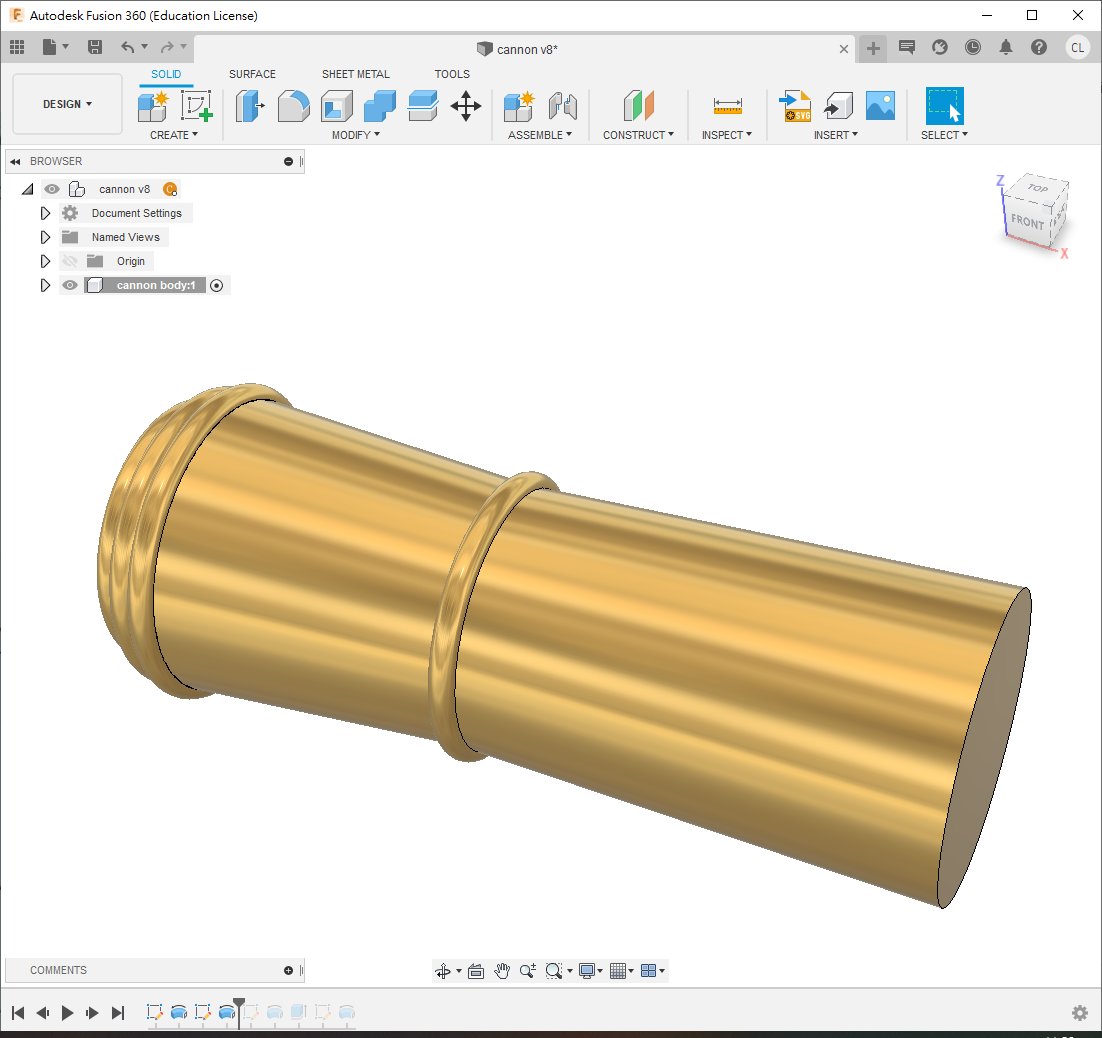 Autodesk Fusion 360 (Education License)
cannon v8*
CL
DESIGN
SOLID SURFACE SHEET METAL TOOLS
CREATE MODIFY ASSEMBLE CONSTRUCT INSPECT INSERT SELECT
SVG
BROWSER
cannon v8
Document Settings
Named Views
Origin
cannon body:1
Z
TOP
FRONT
X
COMMENTS